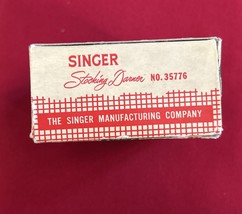 SINGER
Stocking Darner NO. 35776
THE SINGER MANUFACTURING COMPANY